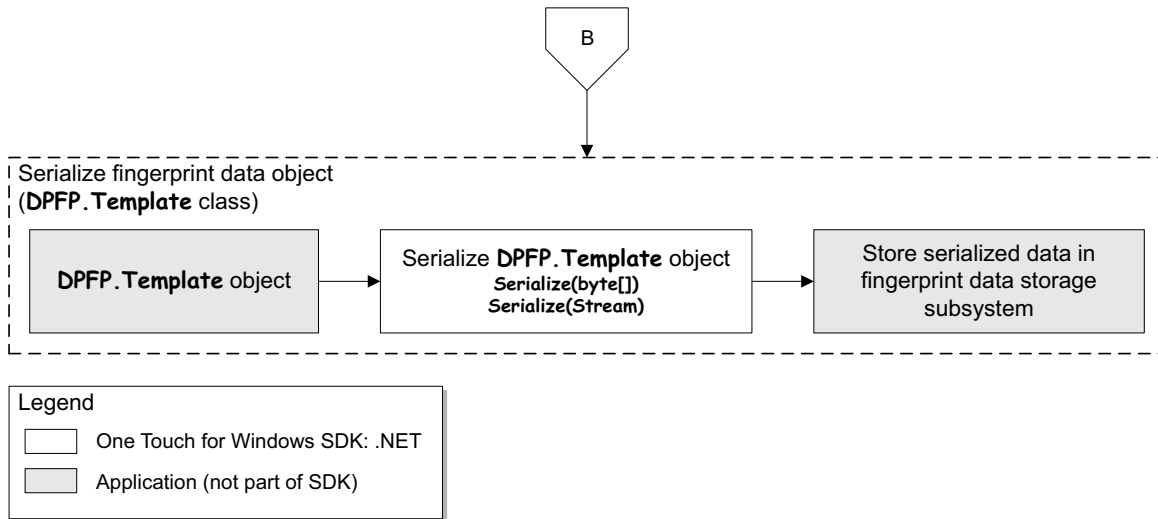 B
Serialize fingerprint data object
(DPFP.Template class)
DPFP.Template object
Serialize DPFP.Template object
Serialize(byte[])
Serialize(Stream)
Store serialized data in
fingerprint data storage
subsystem
Legend
One Touch for Windows SDK: .NET
Application (not part of SDK)